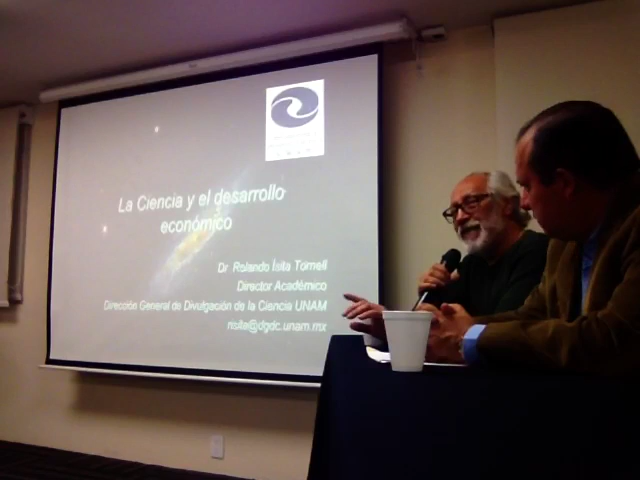 La Ciencia y el desarrollo
económico
Dr Rolando Ísita Tornell
Director Académico
Dirección General de Divulgación de la Ciencia UNAM
risita@dgdc.unam.mx